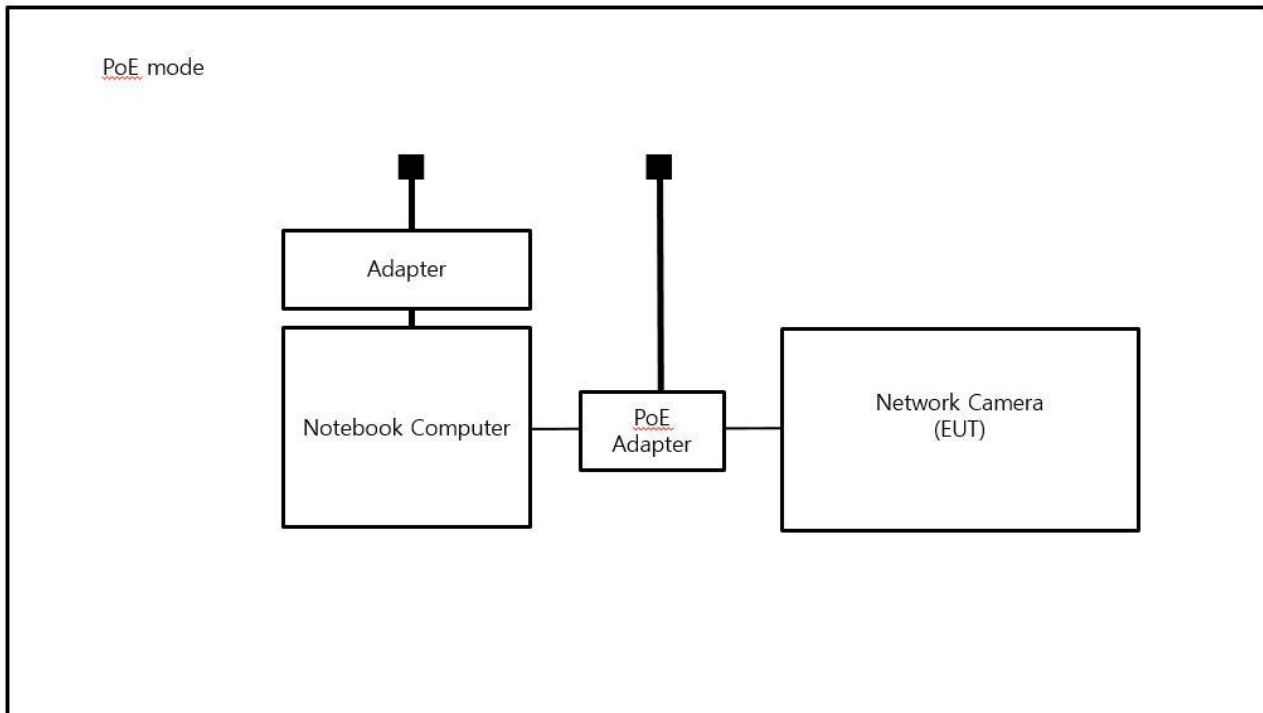 PoE mode
Adapter
Notebook Computer
PoE
Adapter
Network Camera
(EUT)